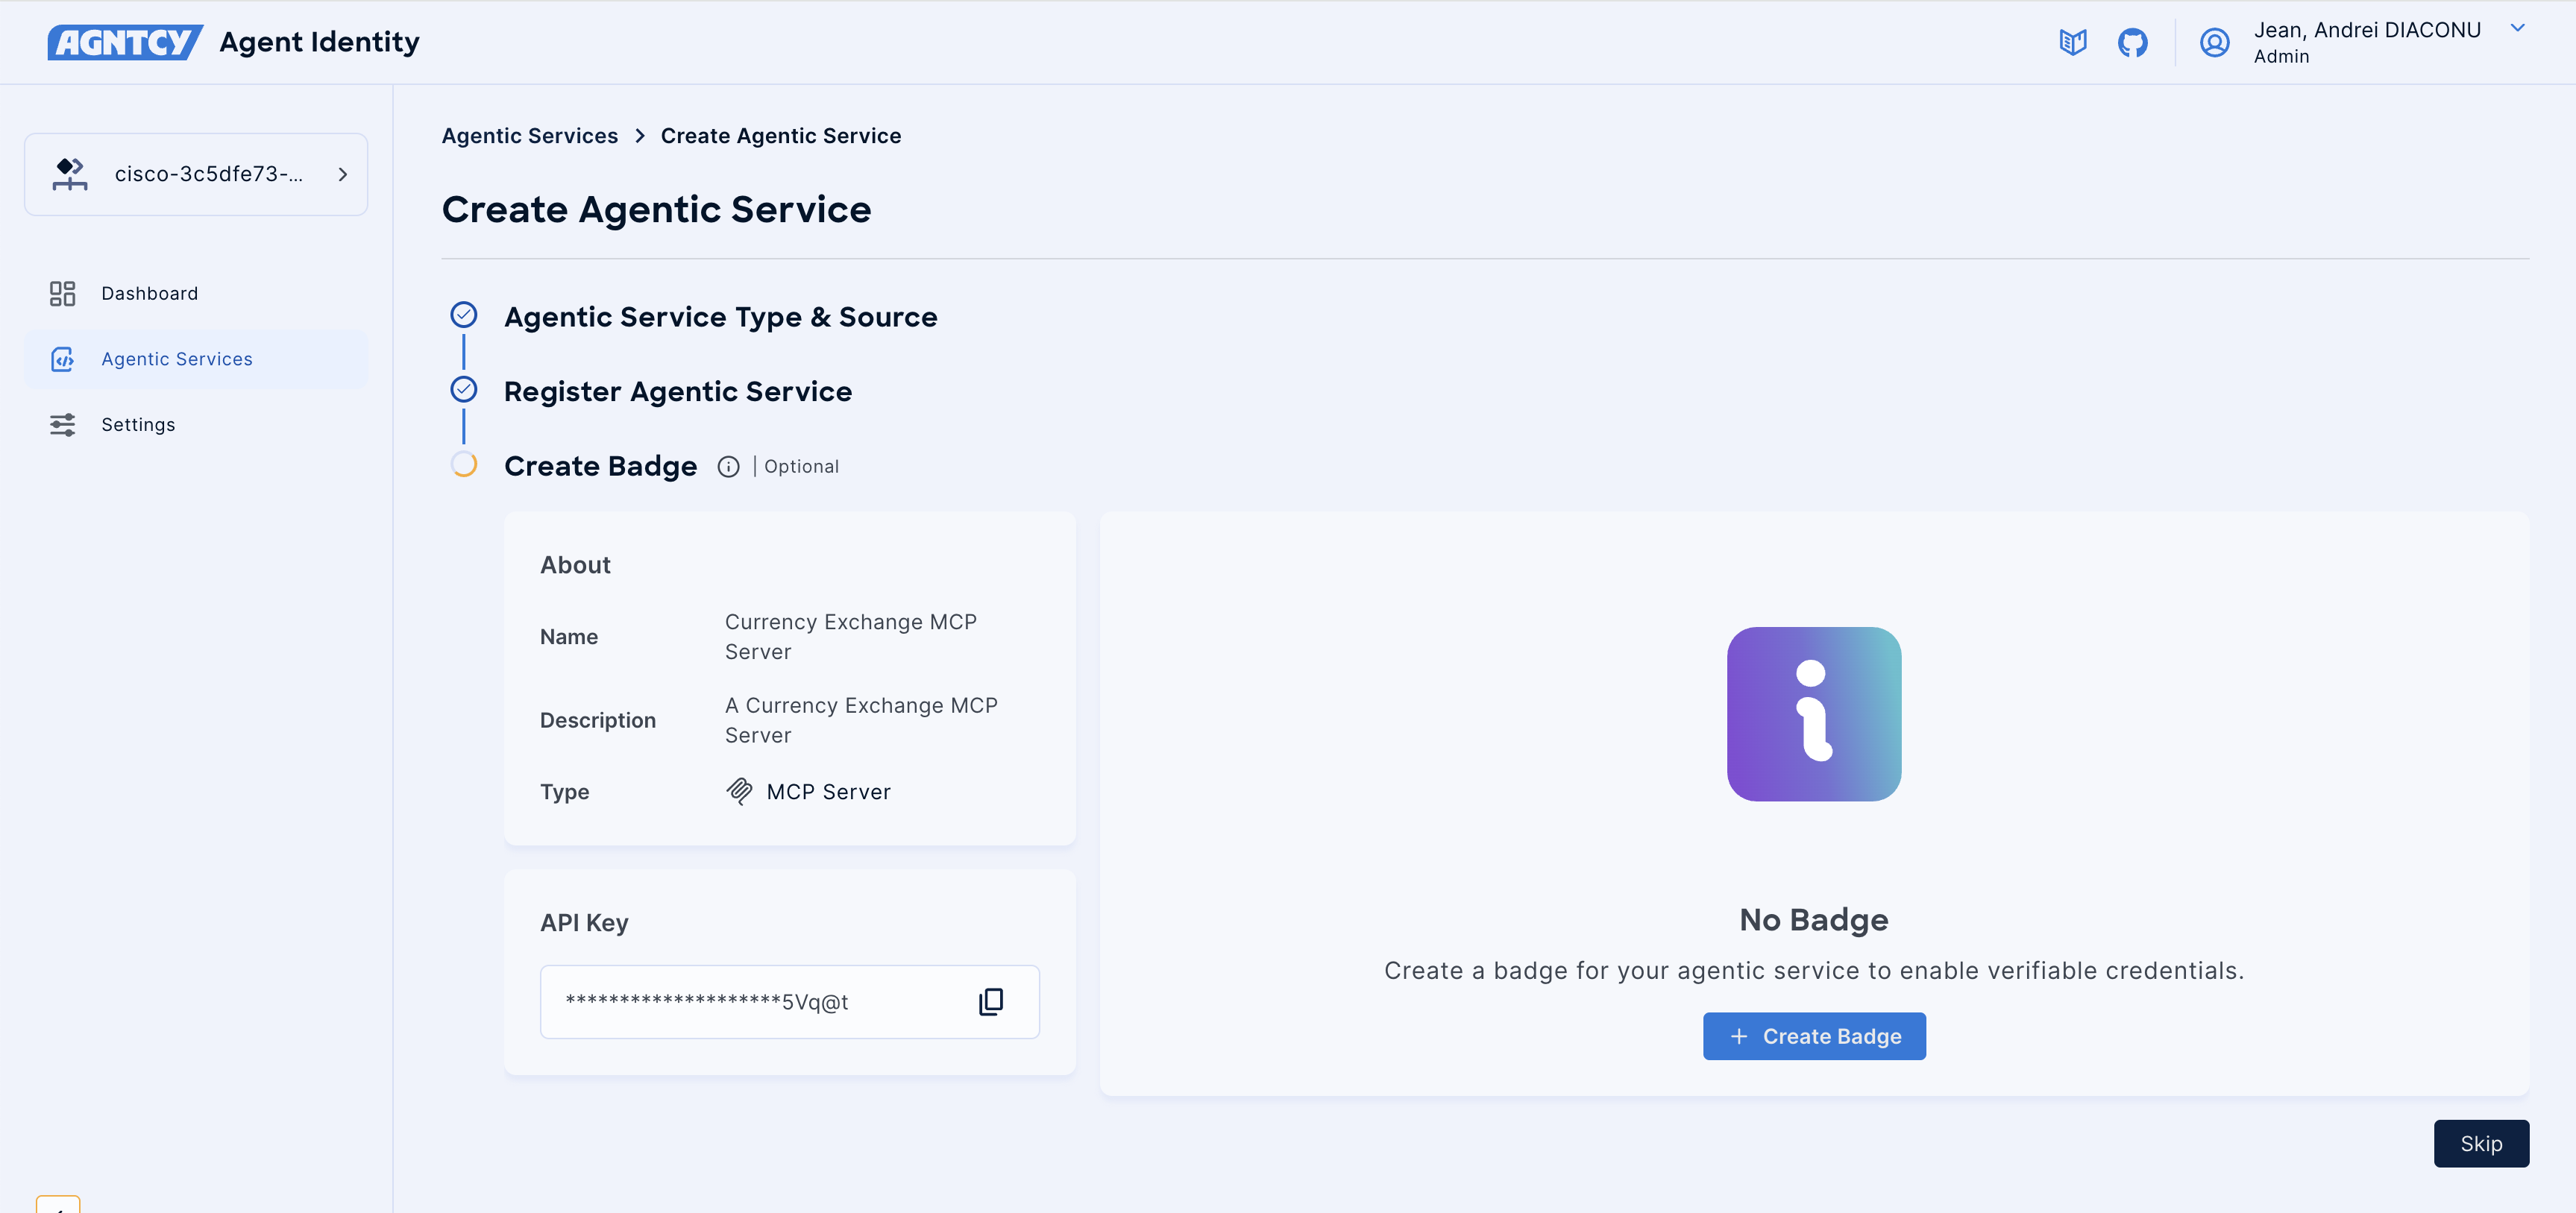 AGNTCY Agent Identity
Jean, Andrei DIACONU
Admin
cisco-3c5dfe73-...
Dashboard
Agentic Services
Settings
Agentic Services > Create Agentic Service
Create Agentic Service
Agentic Service Type & Source
Register Agentic Service
Create Badge | Optional
About
Name
Currency Exchange MCP
Server
Description
A Currency Exchange MCP
Server
Type
MCP Server
API Key
********************5Vq@t
No Badge
Create a badge for your agentic service to enable verifiable credentials.
+ Create Badge
Skip